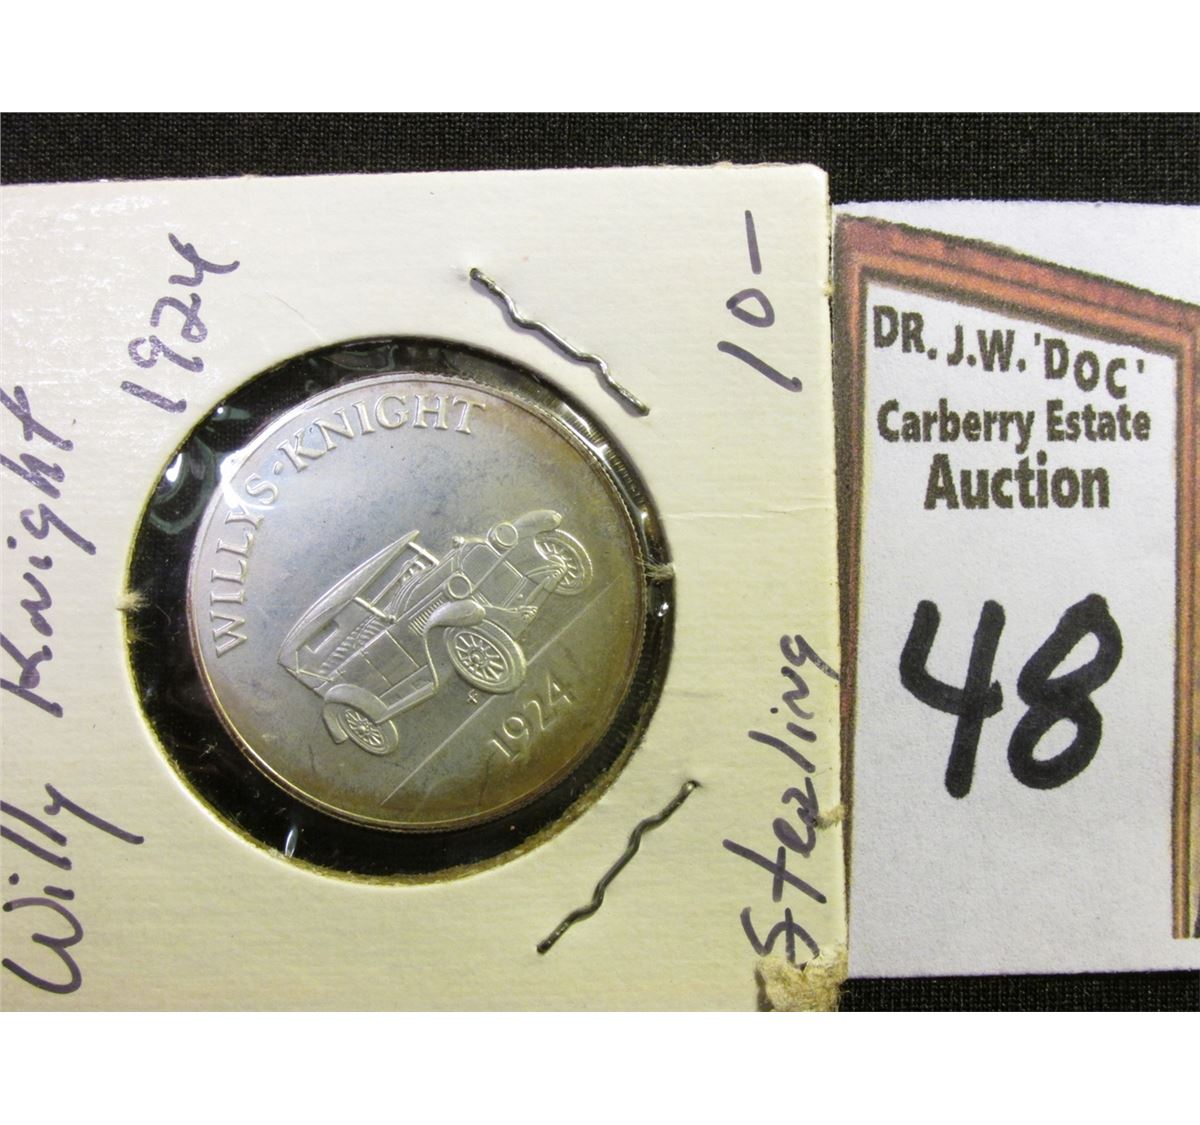 Willy Knight
1924
WILLYS·KNIGHT
1924
10-
Sterling
DR. J.W. 'DOC'
Carberry Estate
Auction
48